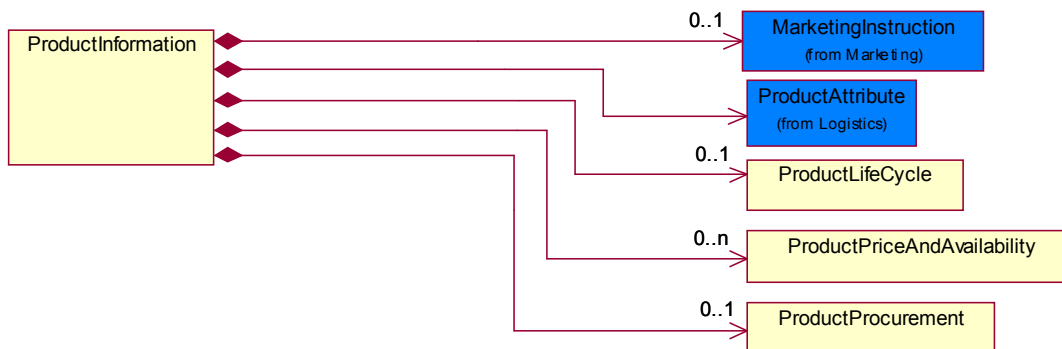 ProductInformation
0..1
MarketingInstruction
(from Marketing)
ProductAttribute
(from Logistics)
0..1
ProductLifeCycle
0..n
ProductPriceAndAvailability
0..1
ProductProcurement